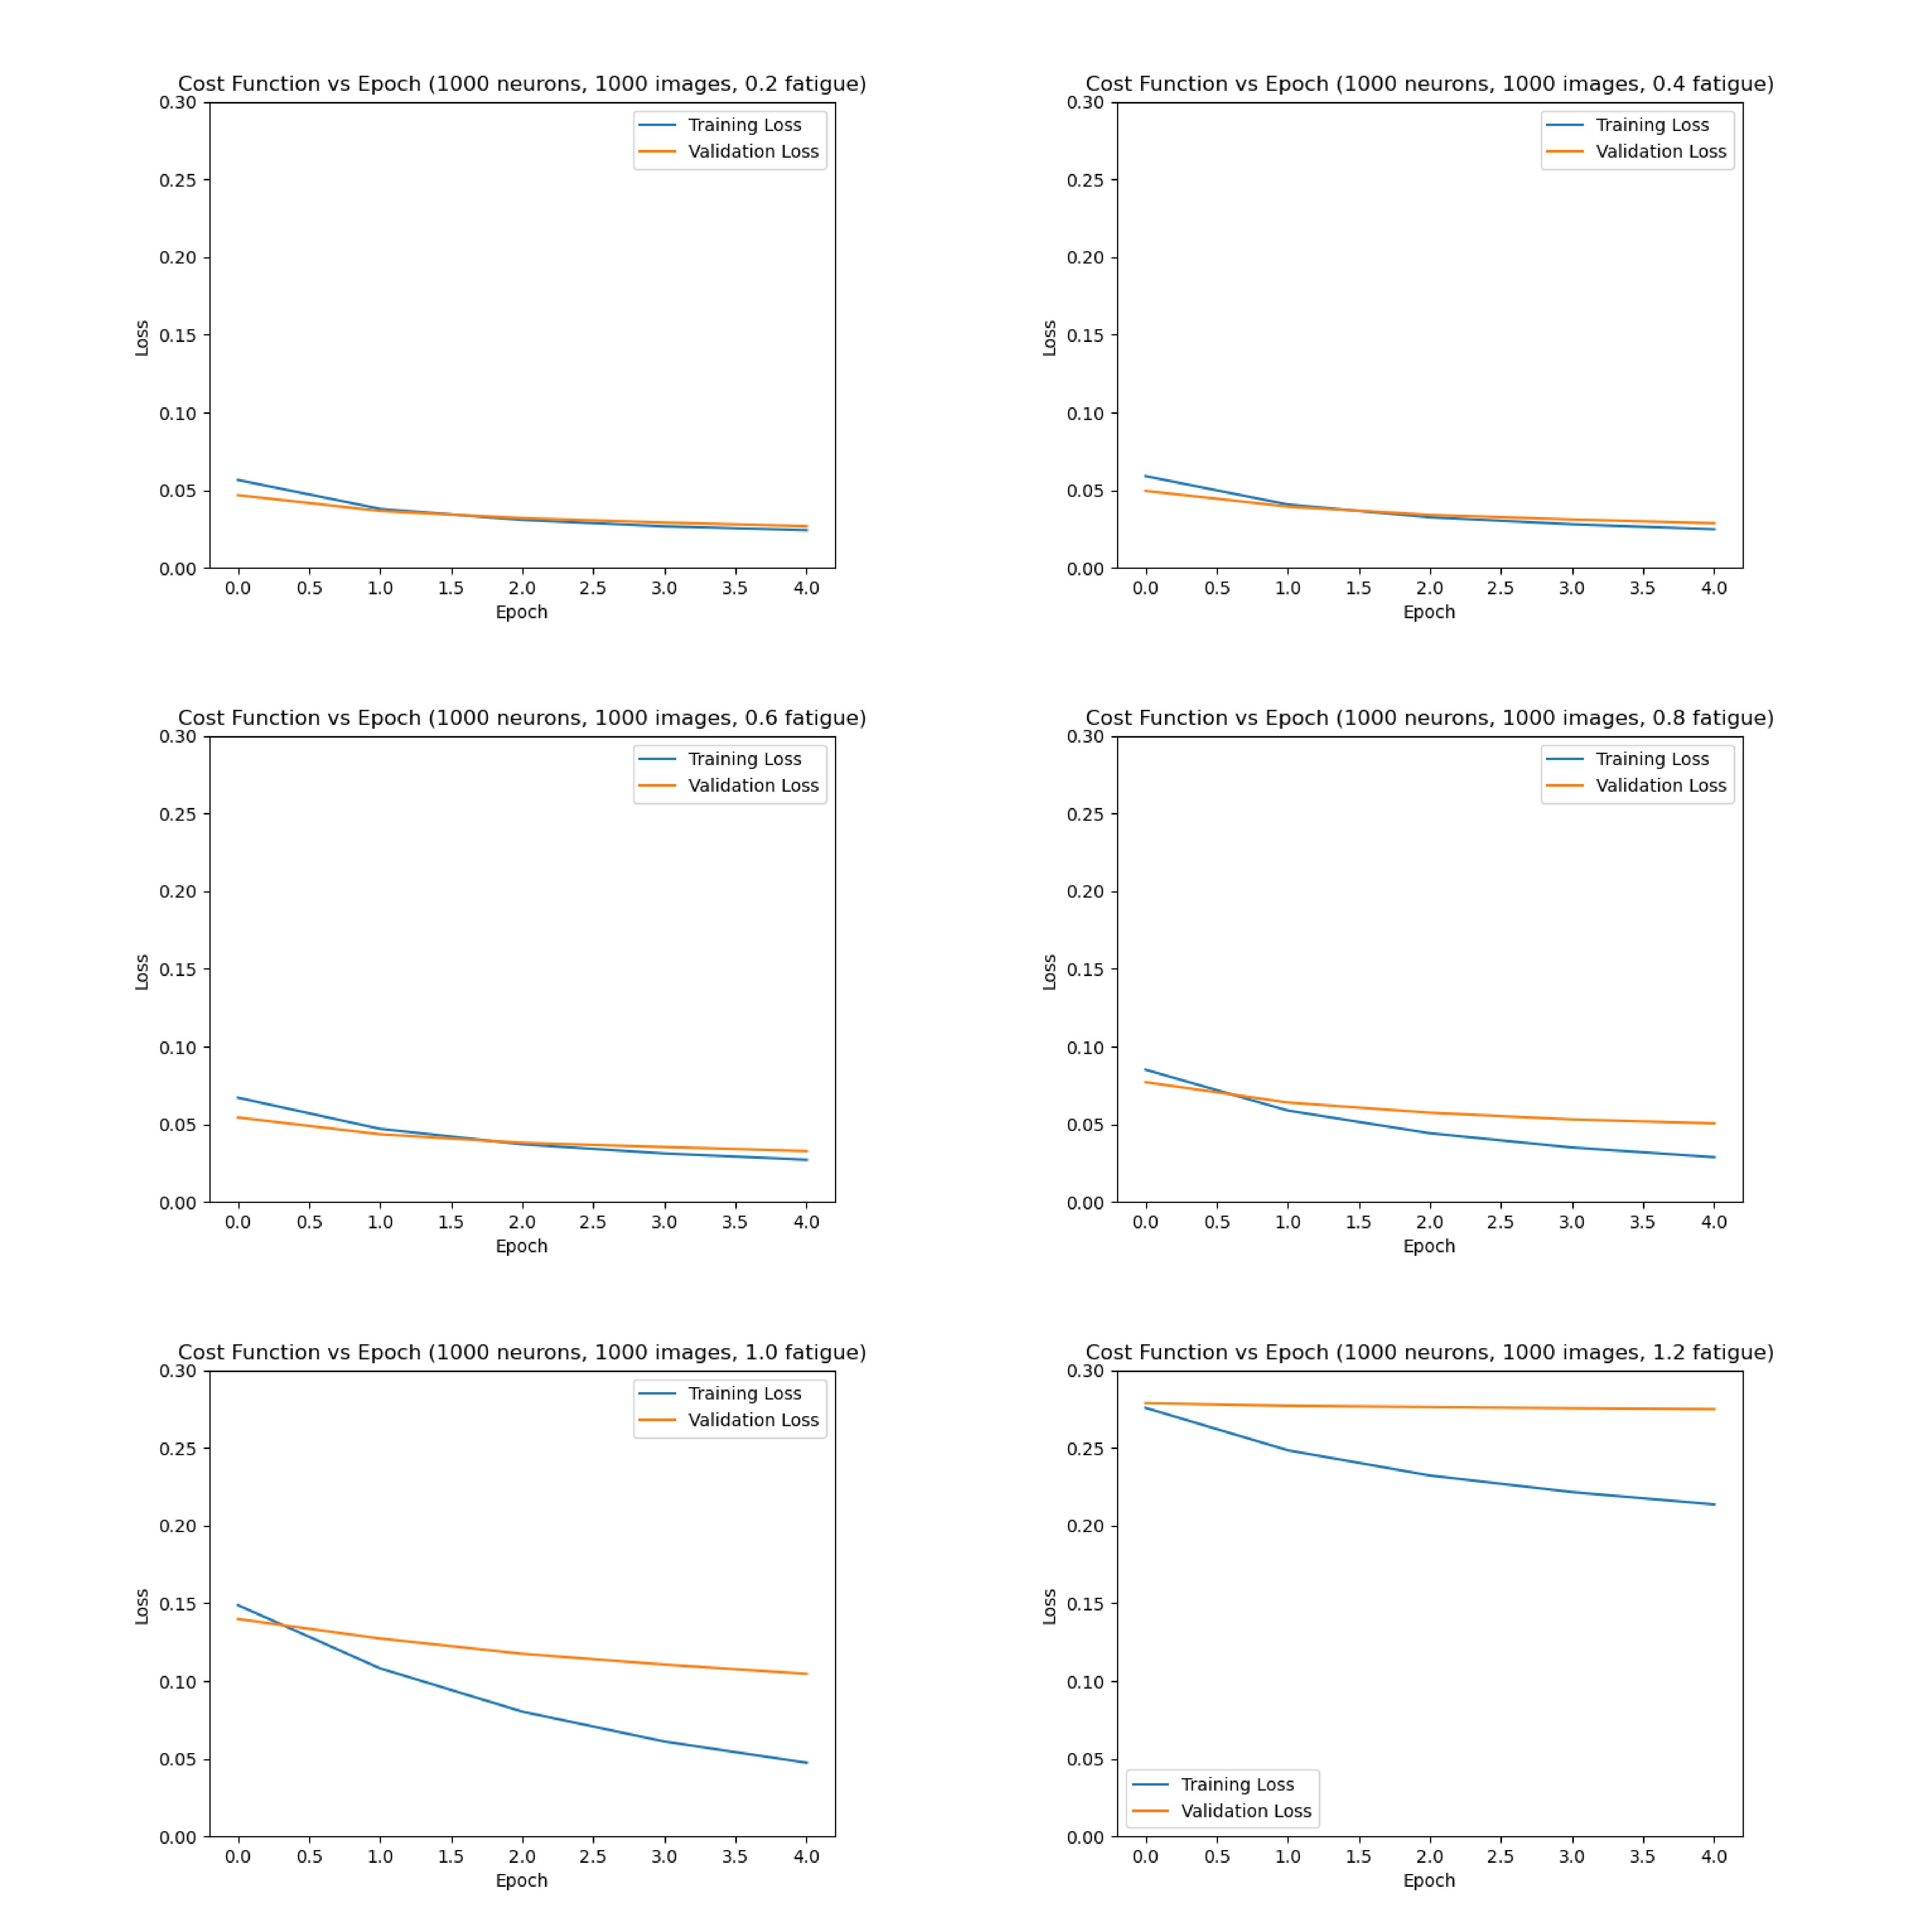 Cost Function vs Epoch (1000 neurons, 1000 images, 0.2 fatigue)
0.30
0.25
0.20
0.15
0.10
0.05
0.00
Loss
Training Loss
Validation Loss
0.0 0.5 1.0 1.5 2.0 2.5 3.0 3.5 4.0
Epoch
Cost Function vs Epoch (1000 neurons, 1000 images, 0.4 fatigue)
0.30
0.25
0.20
0.15
0.10
0.05
0.00
Loss
Training Loss
Validation Loss
0.0 0.5 1.0 1.5 2.0 2.5 3.0 3.5 4.0
Epoch
Cost Function vs Epoch (1000 neurons, 1000 images, 0.6 fatigue)
0.30
0.25
0.20
0.15
0.10
0.05
0.00
Loss
Training Loss
Validation Loss
0.0 0.5 1.0 1.5 2.0 2.5 3.0 3.5 4.0
Epoch
Cost Function vs Epoch (1000 neurons, 1000 images, 0.8 fatigue)
0.30
0.25
0.20
0.15
0.10
0.05
0.00
Loss
Training Loss
Validation Loss
0.0 0.5 1.0 1.5 2.0 2.5 3.0 3.5 4.0
Epoch
Cost Function vs Epoch (1000 neurons, 1000 images, 1.0 fatigue)
0.30
0.25
0.20
0.15
0.10
0.05
0.00
Loss
Training Loss
Validation Loss
0.0 0.5 1.0 1.5 2.0 2.5 3.0 3.5 4.0
Epoch
Cost Function vs Epoch (1000 neurons, 1000 images, 1.2 fatigue)
0.30
0.25
0.20
0.15
0.10
0.05
0.00
Loss
Training Loss
Validation Loss
0.0 0.5 1.0 1.5 2.0 2.5 3.0 3.5 4.0
Epoch